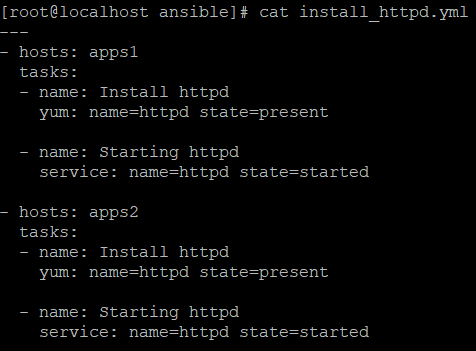 [root@localhost ansible]# cat install_httpd.yml
---
- hosts: apps1
  tasks:
  - name: Install httpd
    yum: name=httpd state=present

  - name: Starting httpd
    service: name=httpd state=started

- hosts: apps2
  tasks:
  - name: Install httpd
    yum: name=httpd state=present

  - name: Starting httpd
    service: name=httpd state=started